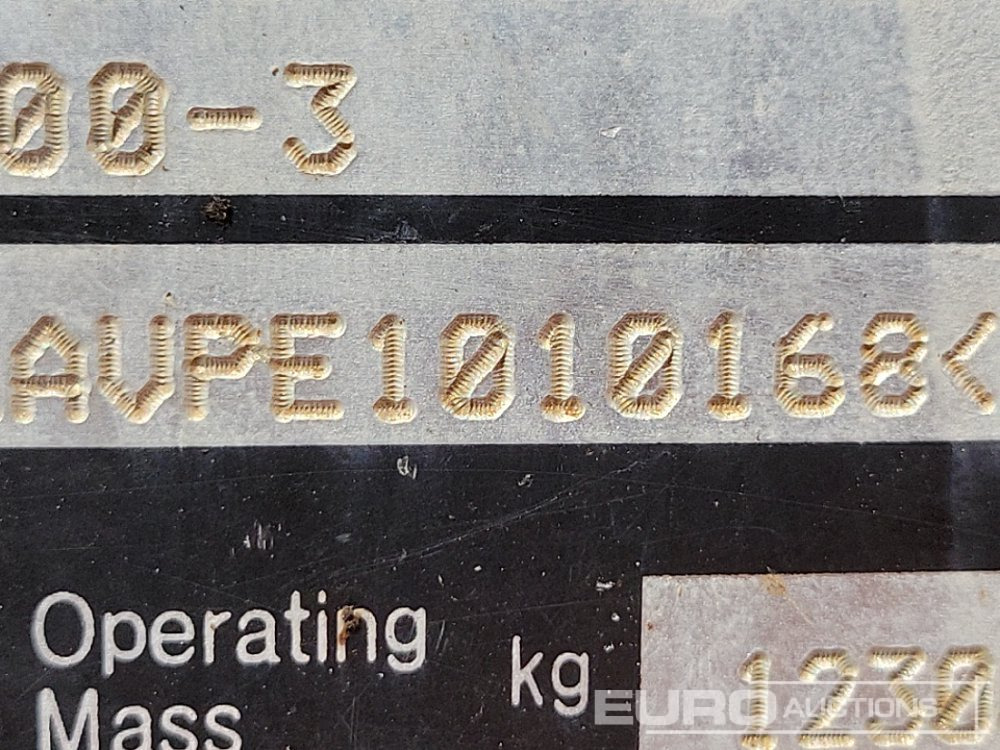 00-3
AVPE1010168<
Operating
Mass
kg
1230
EURO AUCTIONS